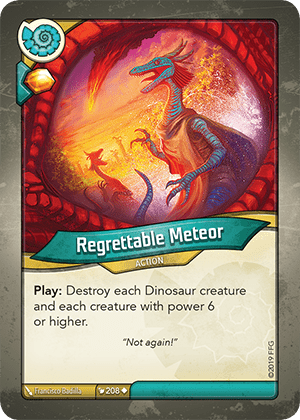 Regrettable Meteor
ACTION
Play: Destroy each Dinosaur creature
and each creature with power 6
or higher.
"Not again!"
Francisco Badilla
208
©2019 FFG